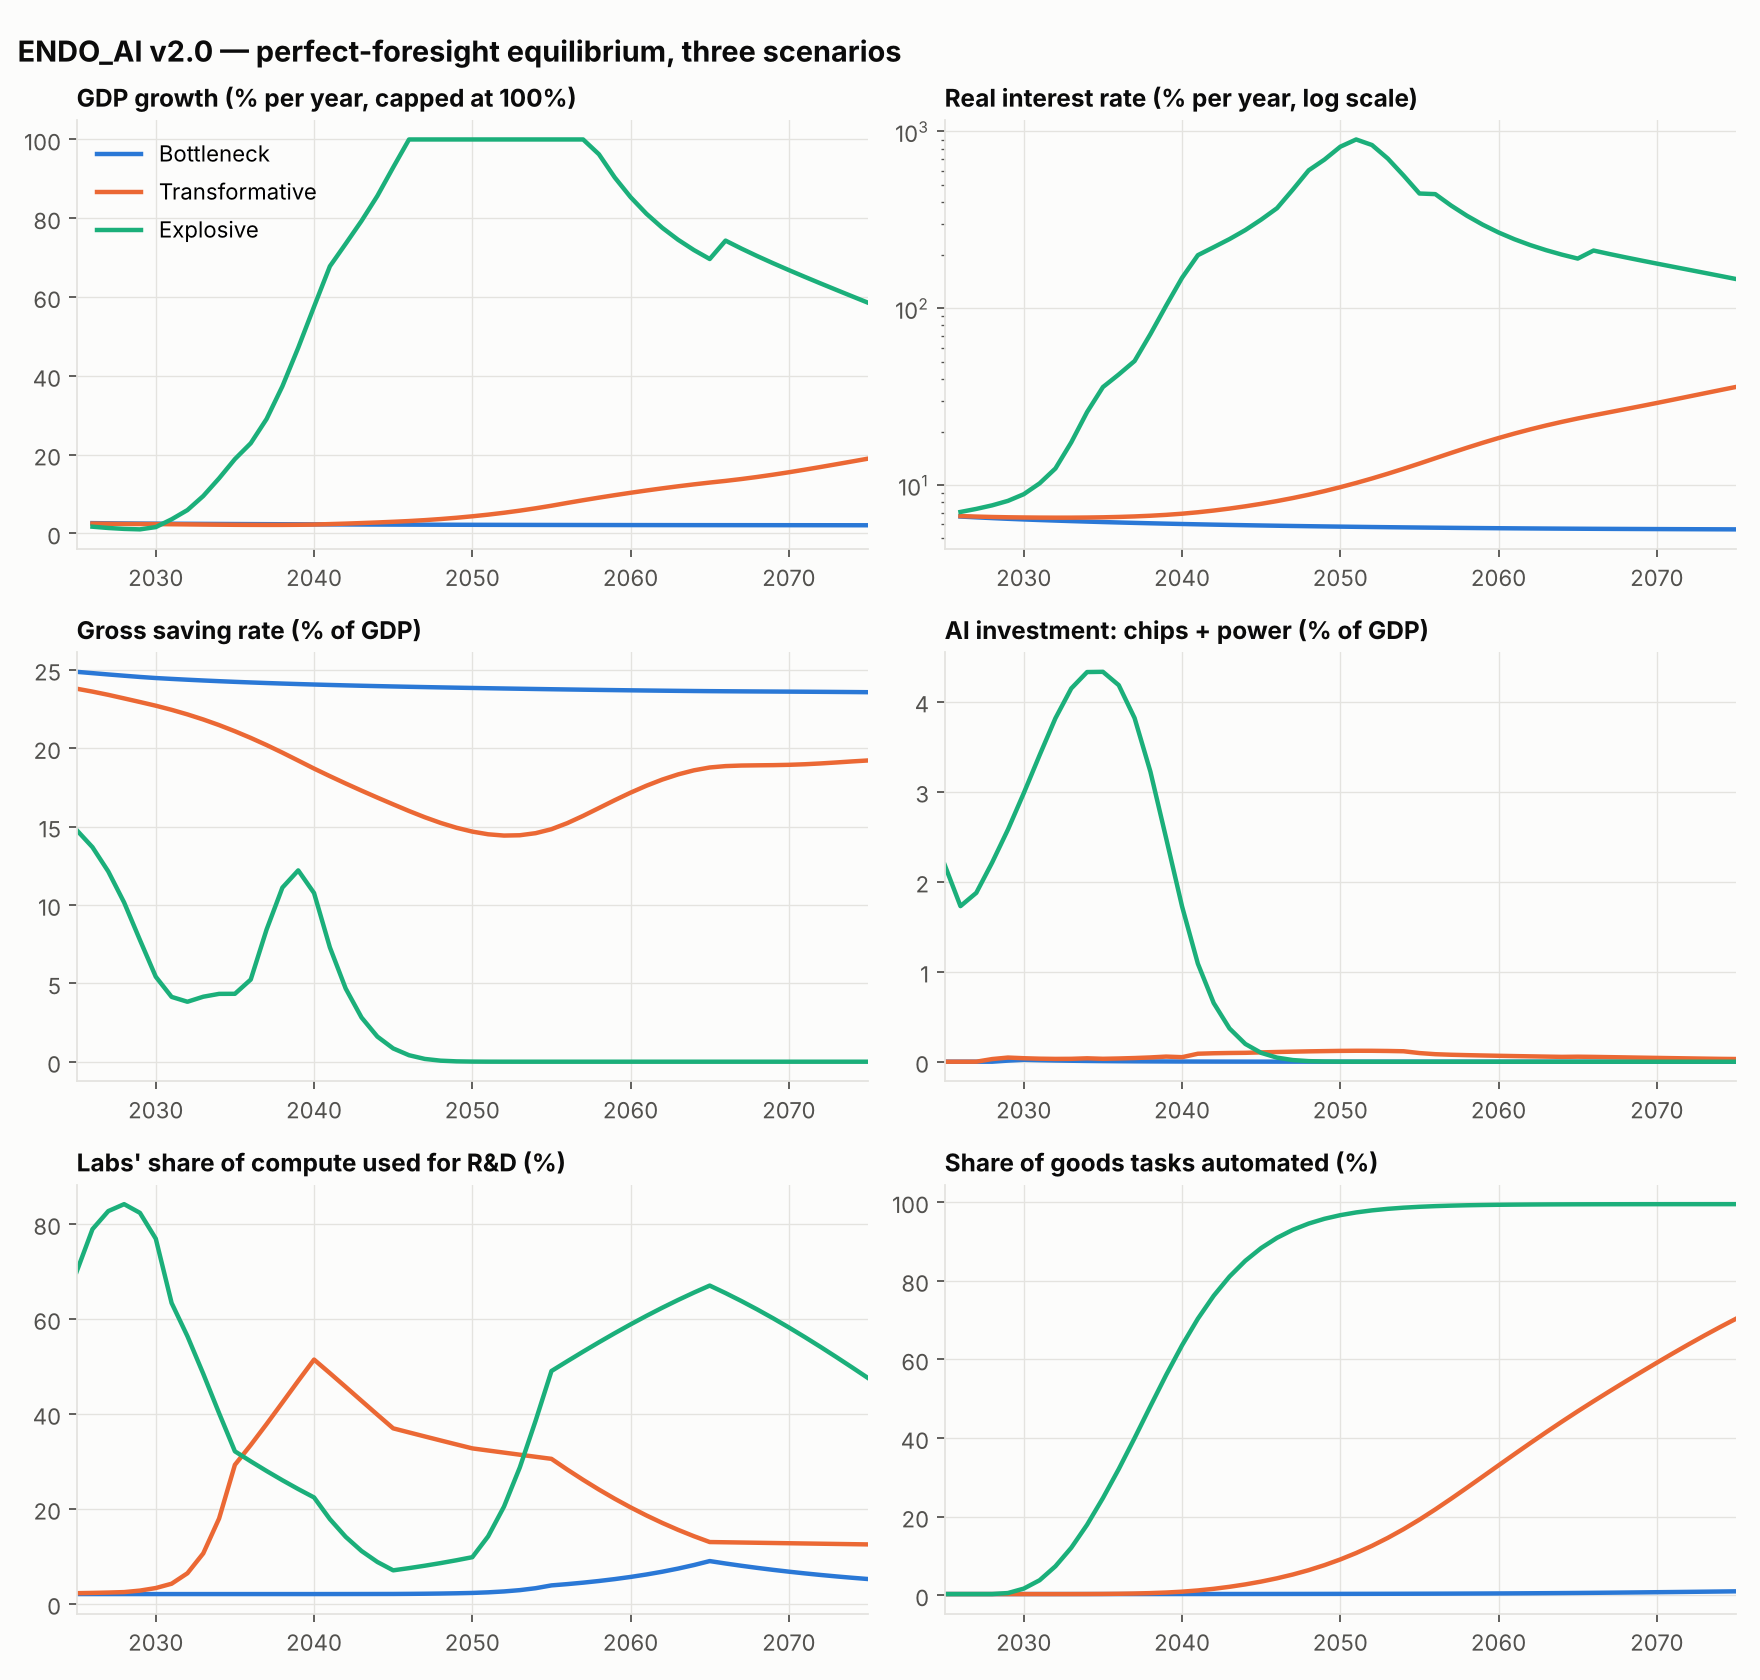 ENDO_AI v2.0 — perfect-foresight equilibrium, three scenarios
GDP growth (% per year, capped at 100%)
100
80
60
40
20
0
Bottleneck
Transformative
Explosive
2030 2040 2050 2060 2070
Real interest rate (% per year, log scale)
10³
10²
10¹
2030 2040 2050 2060 2070
Gross saving rate (% of GDP)
25
20
15
10
5
0
2030 2040 2050 2060 2070
AI investment: chips + power (% of GDP)
4
3
2
1
0
2030 2040 2050 2060 2070
Labs' share of compute used for R&D (%)
80
60
40
20
0
2030 2040 2050 2060 2070
Share of goods tasks automated (%)
100
80
60
40
20
0
2030 2040 2050 2060 2070